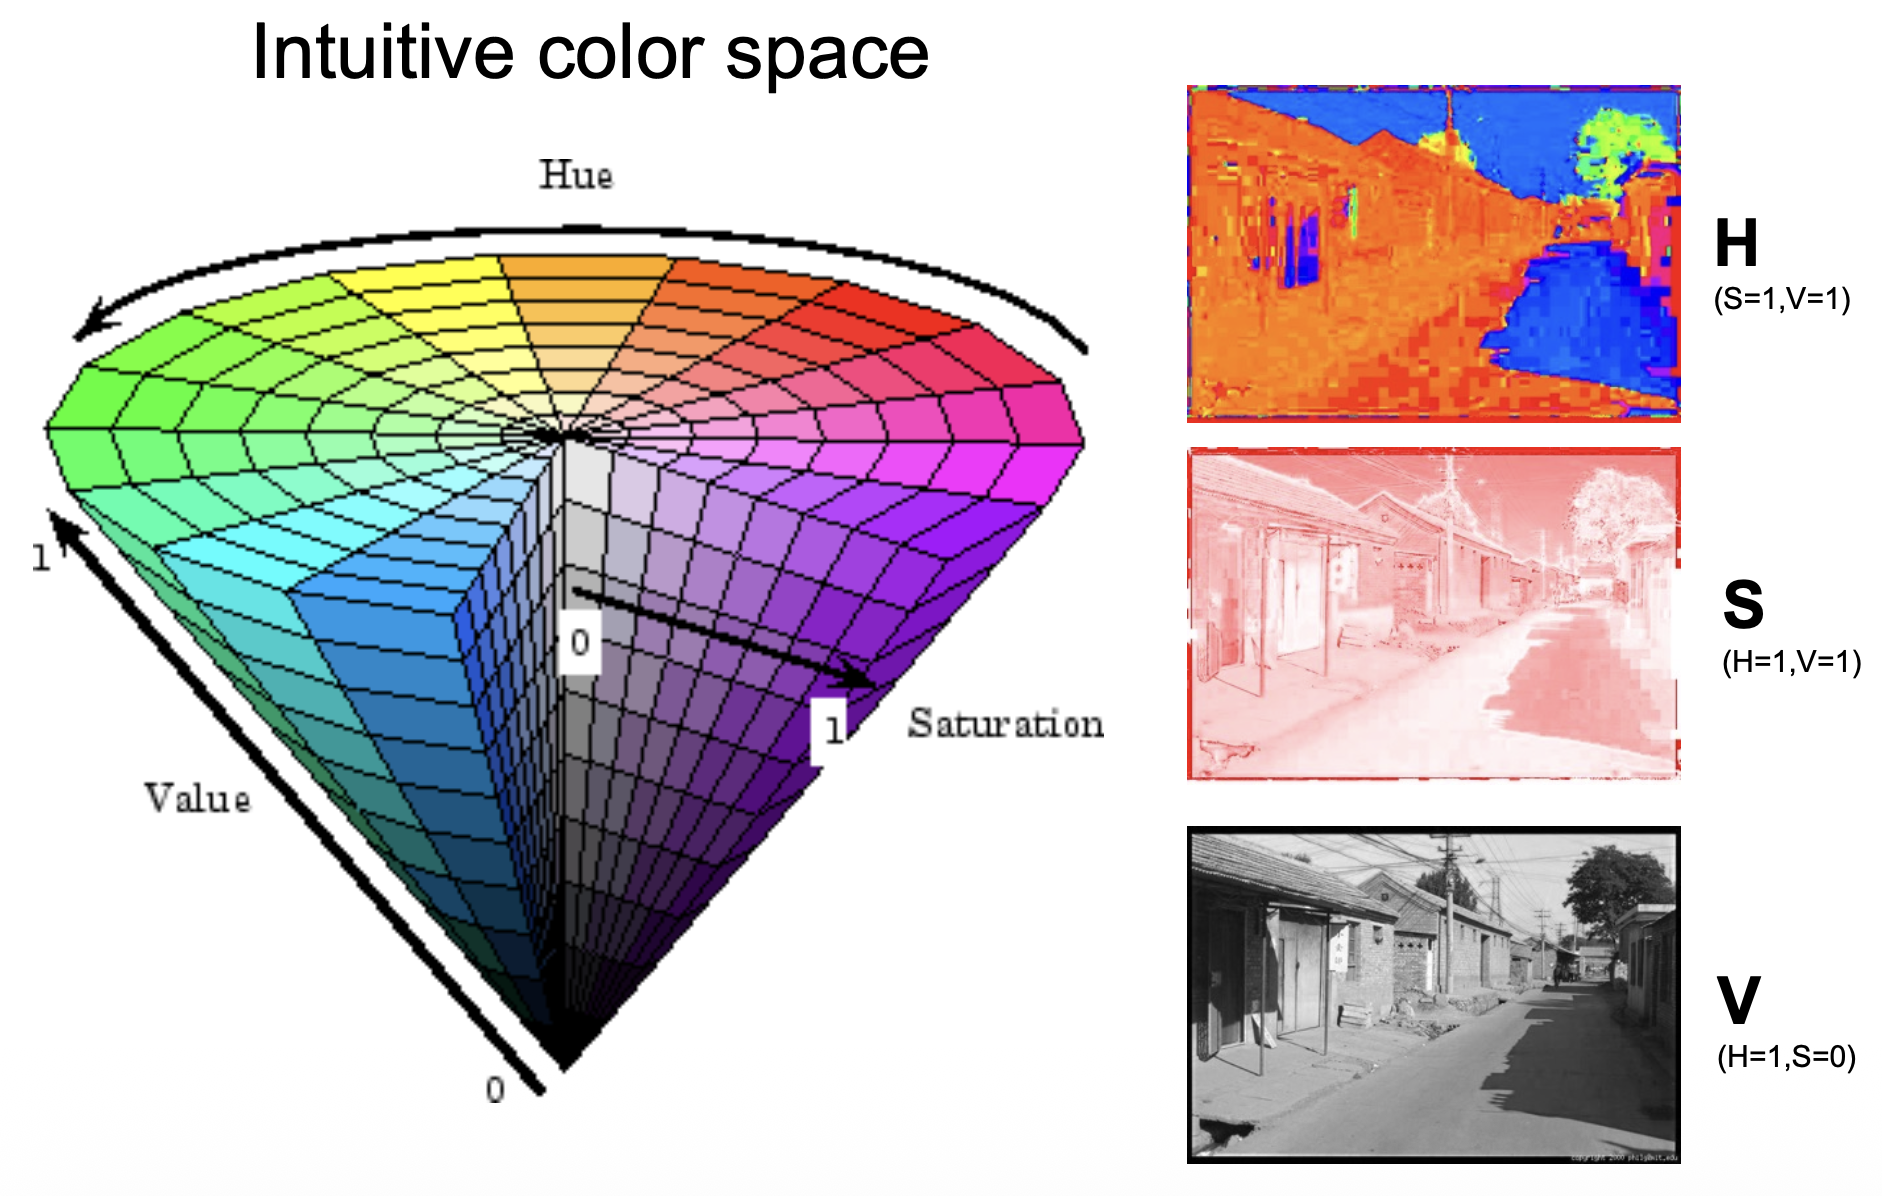 Intuitive color space
Hue
H
(S=1,V=1)
1
0
S
(H=1,V=1)
1
Saturation
Value
V
(H=1,S=0)
0